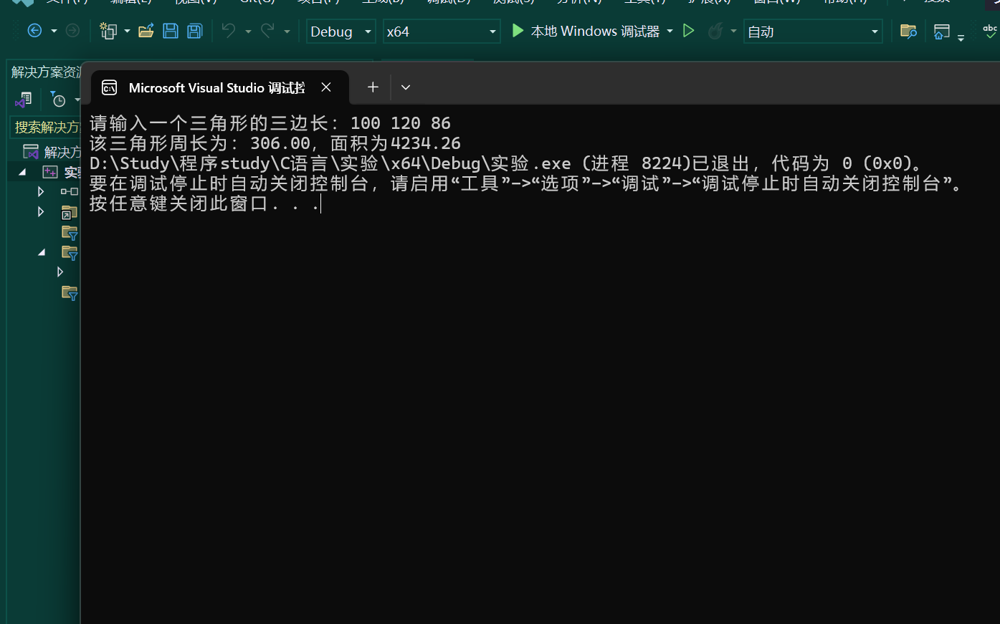 Debug
x64
本地 Windows 调试器
自动
abc
解决方案资
Microsoft Visual Studio 调试控
搜索解决方
解决方
实验
请输入一个三角形的三边长：100 120 86
该三角形周长为：306.00，面积为4234.26
D:\Study\程序study\C语言\实验\x64\Debug\实验.exe (进程 8224)已退出，代码为 0 (0x0)。
要在调试停止时自动关闭控制台，请启用“工具”->“选项”->“调试”->“调试停止时自动关闭控制台”。
按任意键关闭此窗口. . .